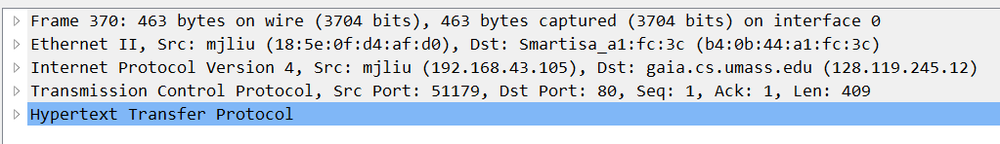 Frame 370: 463 bytes on wire (3704 bits), 463 bytes captured (3704 bits) on interface 0
Ethernet II, Src: mjliu (18:5e:0f:d4:af:d0), Dst: Smartisa_a1:fc:3c (b4:0b:44:a1:fc:3c)
Internet Protocol Version 4, Src: mjliu (192.168.43.105), Dst: gaia.cs.umass.edu (128.119.245.12)
Transmission Control Protocol, Src Port: 51179, Dst Port: 80, Seq: 1, Ack: 1, Len: 409
Hypertext Transfer Protocol